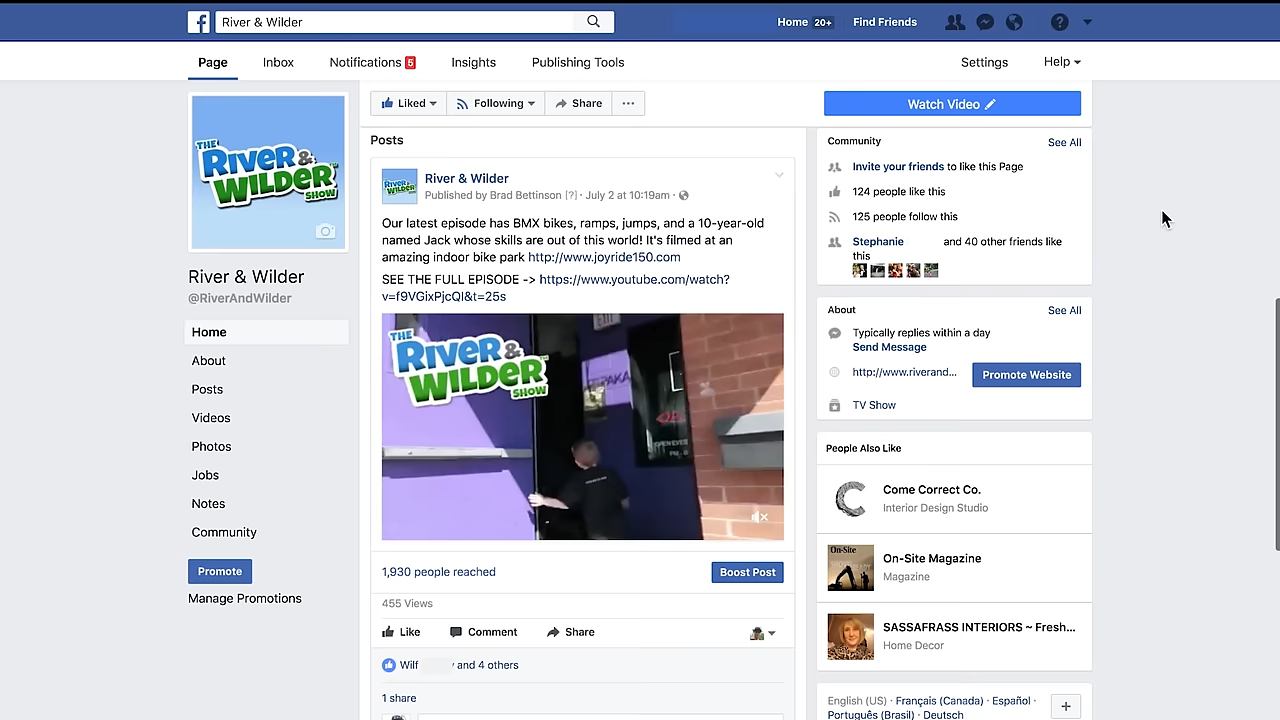 River & Wilder
Home 20+
Find Friends
Page
Inbox
Notifications 5
Insights
Publishing Tools
Settings
Help
Liked
Following
Share
Watch Video
THE
RIVER &
WILDER
SHOW
River & Wilder
@RiverAndWilder
Home
About
Posts
Videos
Photos
Jobs
Notes
Community
Promote
Manage Promotions
Posts
River & Wilder
Published by Brad Bettinson [?] · July 2 at 10:19am ·
Our latest episode has BMX bikes, ramps, jumps, and a 10-year-old
named Jack whose skills are out of this world! It's filmed at an
amazing indoor bike park http://www.joyride150.com
SEE THE FULL EPISODE -> https://www.youtube.com/watch?
v=f9VGixPjcQI&t=25s
THE
RIVER &
WILDER
SHOW
1,930 people reached
Boost Post
455 Views
Like
Comment
Share
Wilf
and 4 others
1 share
Community
See All
Invite your friends to like this Page
124 people like this
125 people follow this
Stephanie and 40 other friends like
this
About
See All
Typically replies within a day
Send Message
http://www.riverand...
Promote Website
TV Show
People Also Like
Come Correct Co.
Interior Design Studio
On-Site
On-Site Magazine
Magazine
SASSAFRASS INTERIORS ~ Fresh...
Home Decor
English (US) · Français (Canada) · Español ·
Português (Brasil) · Deutsch